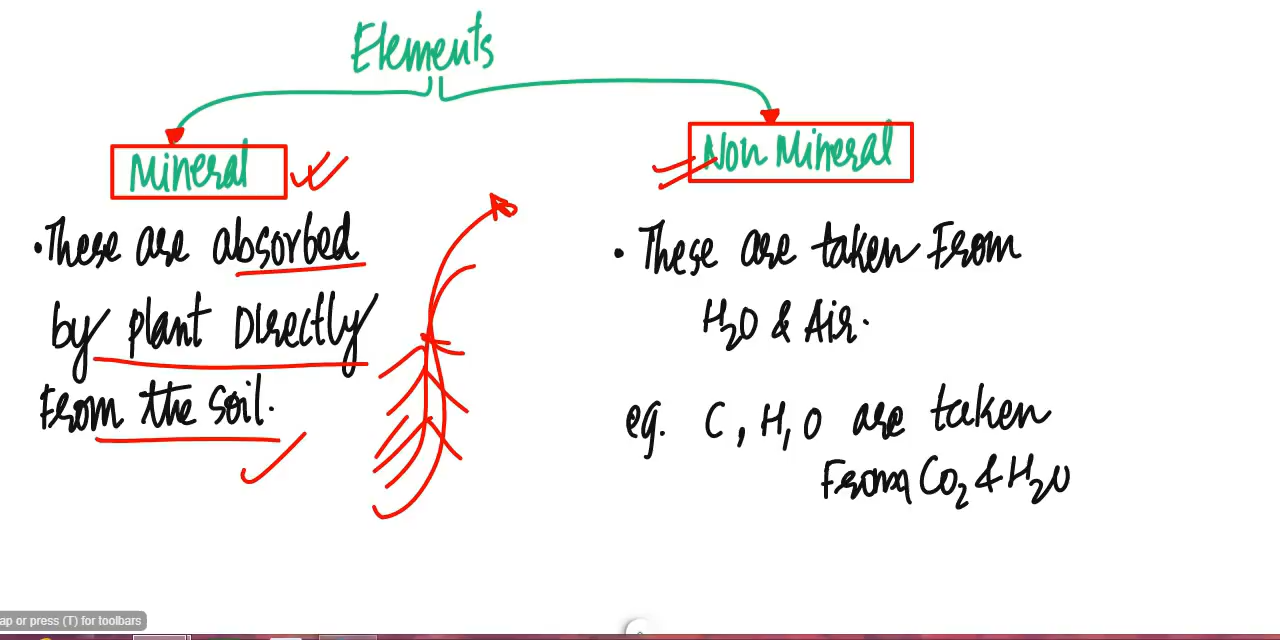 Elements
Mineral
Non Mineral
• These are absorbed
by plant Directly
From the soil.
• These are taken From
H2O & Air.
eg. C, H, O are taken
From CO2 & H2O
ap or press (T) for toolbars